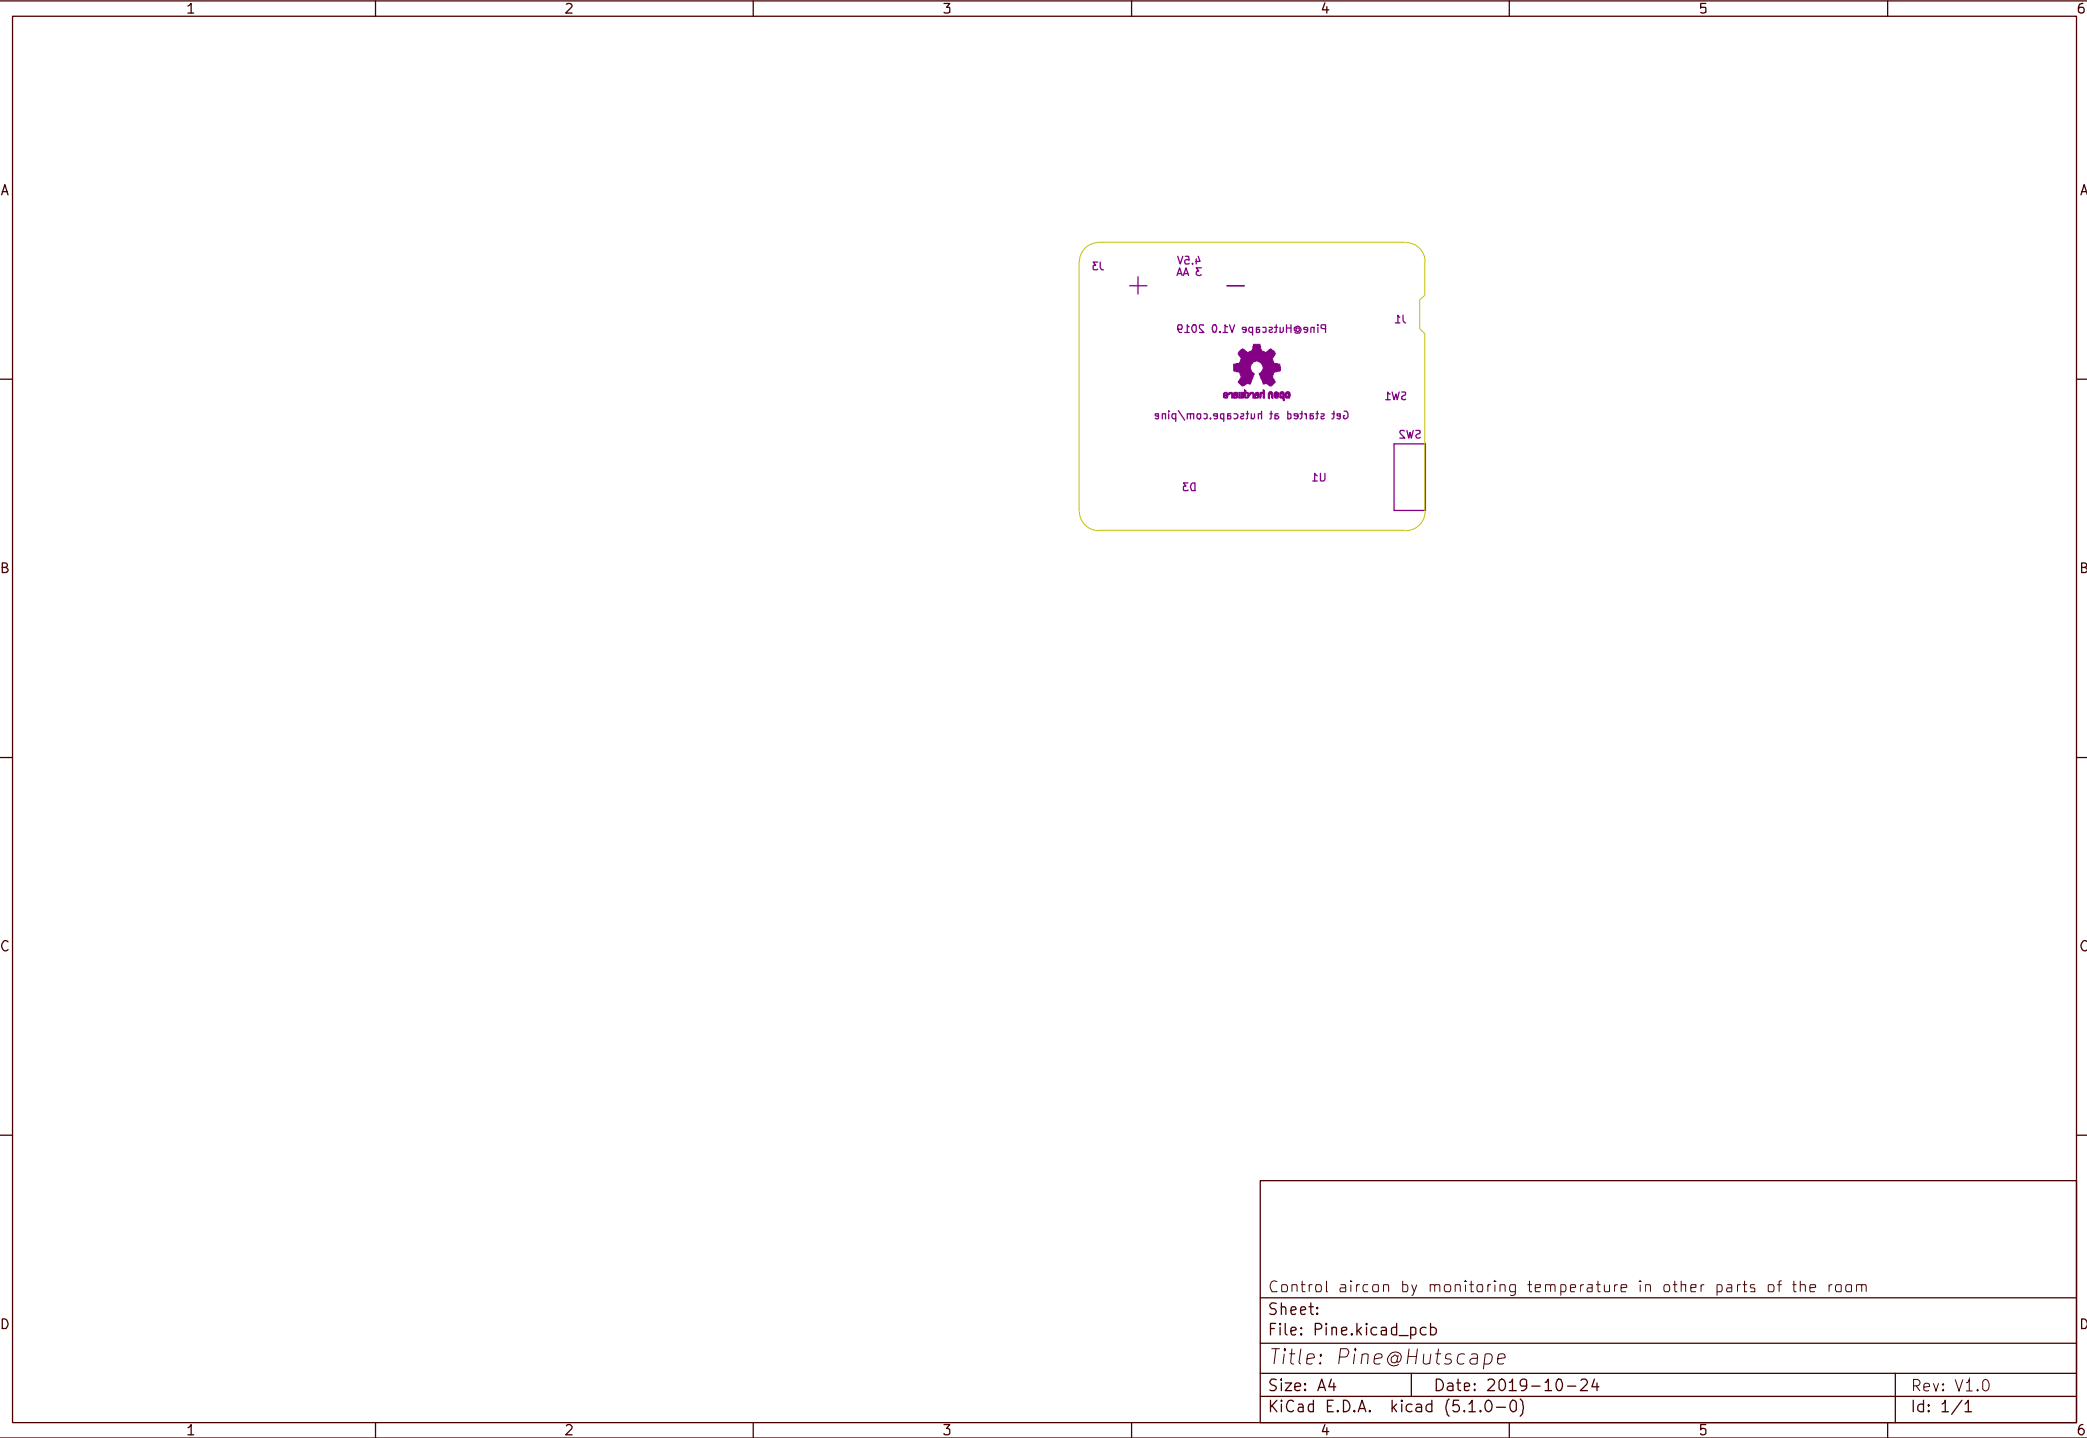 1 2 3 4 5 6
A A
J3
4.5V
3 AA
+ −
J1
Pine@Hutscape V1.0 2019
open hardware
SW1
Get started at hutscape.com/pine
SW2
U1
D3
B B
C C
Control aircon by monitoring temperature in other parts of the room
Sheet:
File: Pine.kicad_pcb
D D
Title: Pine@Hutscape
Size: A4 Date: 2019-10-24 Rev: V1.0
KiCad E.D.A. kicad (5.1.0-0) Id: 1/1
1 2 3 4 5 6